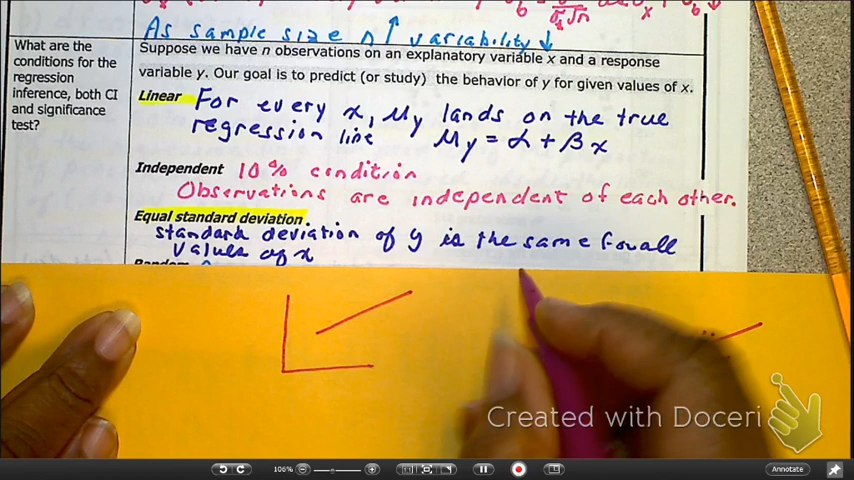 As sample size n ↑ variability ↓
What are the
conditions for the
regression
inference, both CI
and significance
test?
Suppose we have n observations on an explanatory variable x and a response
variable y. Our goal is to predict (or study) the behavior of y for given values of x.
Linear For every x, μy lands on the true
regression line μy = α + βx
Independent 10% condition
Observations are independent of each other.
Equal standard deviation.
standard deviation of y is the same for all
values of x
Created with Doceri
106%
Annotate